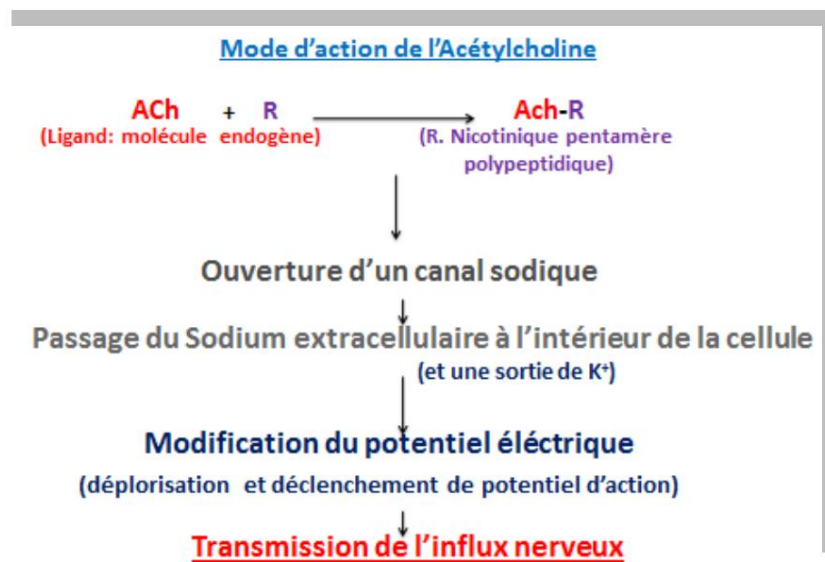 Mode d'action de l'Acétylcholine
ACh + R Ach-R
(Ligand: molécule endogène) (R. Nicotinique pentamère
polypeptidique)
Ouverture d'un canal sodique
Passage du Sodium extracellulaire à l'intérieur de la cellule
(et une sortie de K⁺)
Modification du potentiel éléctrique
(déplorisation et déclenchement de potentiel d'action)
Transmission de l'influx nerveux